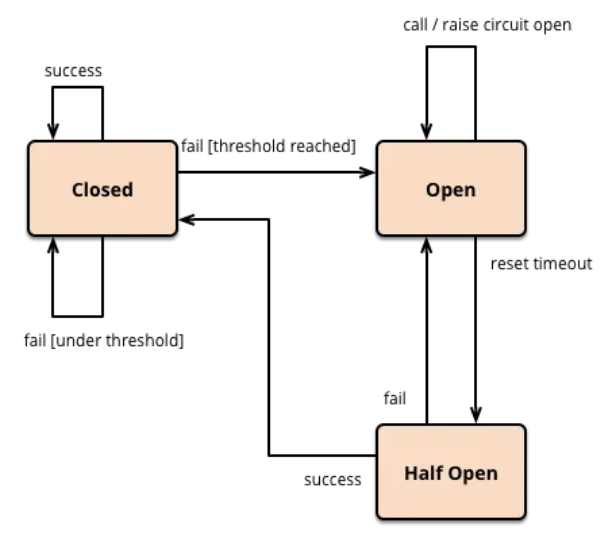 call / raise circuit open
success
fail [threshold reached]
Closed
Open
reset timeout
fail [under threshold]
fail
Half Open
success